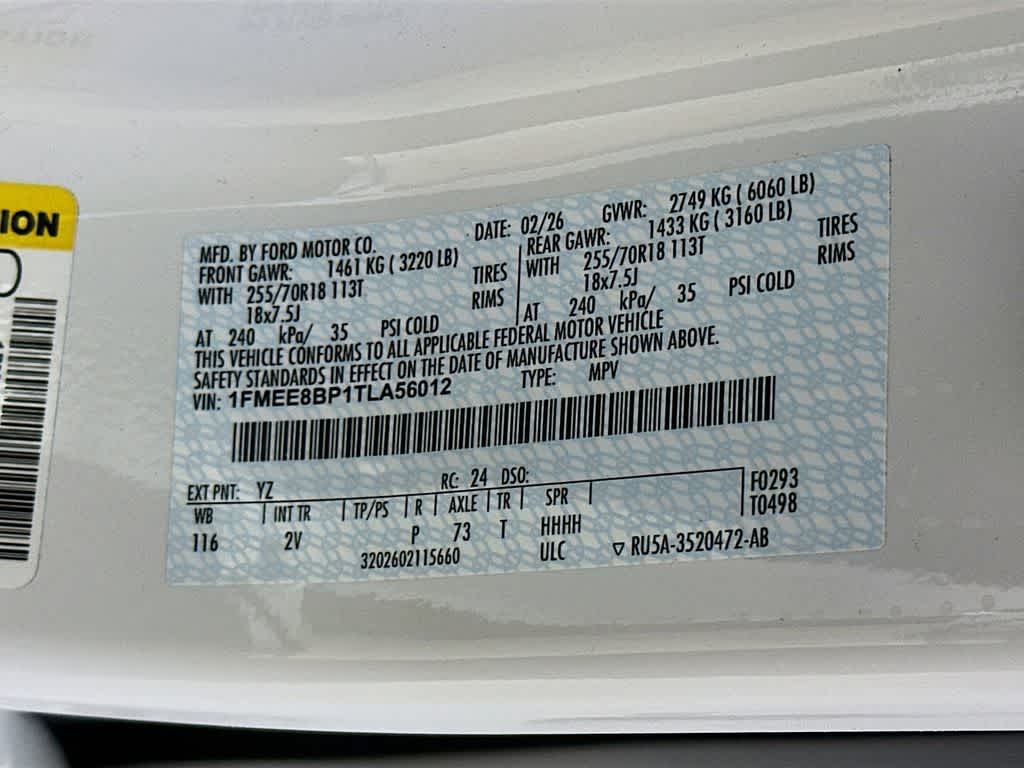 ION
MFD. BY FORD MOTOR CO.
DATE: 02/26
GVWR: 2749 KG ( 6060 LB)
FRONT GAWR: 1461 KG ( 3220 LB)
WITH 255/70R18 113T TIRES
18x7.5J RIMS
AT 240 kPa/ 35 PSI COLD
REAR GAWR: 1433 KG ( 3160 LB)
WITH 255/70R18 113T TIRES
18x7.5J RIMS
AT 240 kPa/ 35 PSI COLD
THIS VEHICLE CONFORMS TO ALL APPLICABLE FEDERAL MOTOR VEHICLE
SAFETY STANDARDS IN EFFECT ON THE DATE OF MANUFACTURE SHOWN ABOVE.
VIN: 1FMEE8BP1TLA56012 TYPE: MPV
EXT PNT: YZ RC: 24 DSO:
WB | INT TR | TP/PS | R | AXLE | TR | SPR | F0293
116 2V P 73 T HHHH T0498
3202602115660 ULC ▽ RU5A-3520472-AB